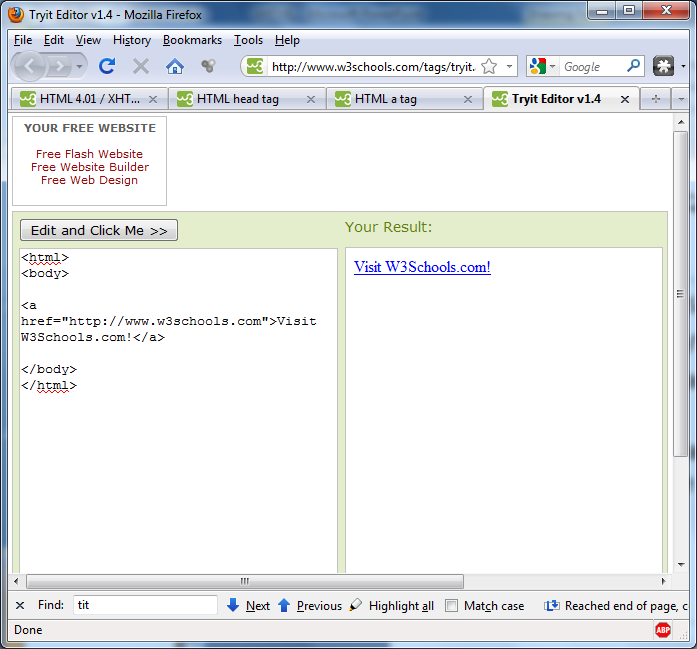 Tryit Editor v1.4 - Mozilla Firefox
File Edit View History Bookmarks Tools Help
http://www.w3schools.com/tags/tryit. Google
HTML 4.01 / XHT... HTML head tag HTML a tag Tryit Editor v1.4
YOUR FREE WEBSITE
Free Flash Website
Free Website Builder
Free Web Design
Edit and Click Me >> Your Result:
<html>
<body>
<a
href="http://www.w3schools.com">Visit
W3Schools.com!</a>
</body>
</html>
Visit W3Schools.com!
Find: tit Next Previous Highlight all Match case Reached end of page, c
Done ABP